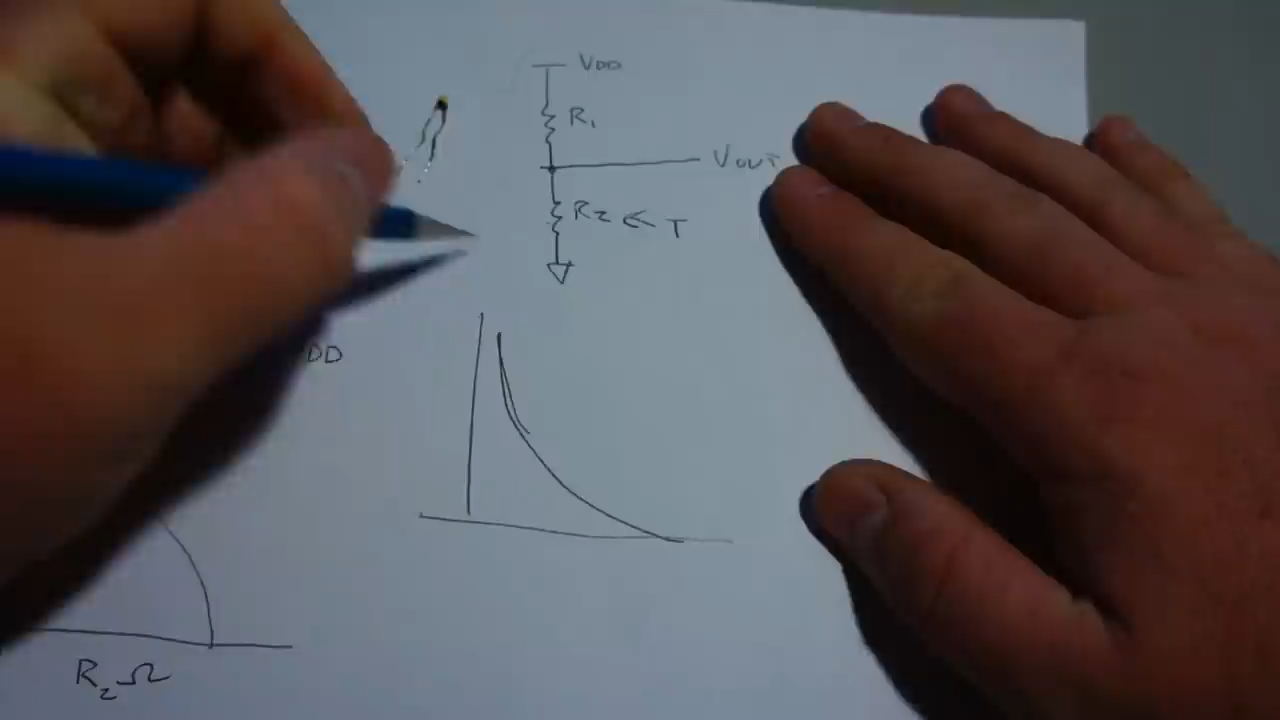 VDD
R1
VOUT
R2 ← T
DD
R2 Ω